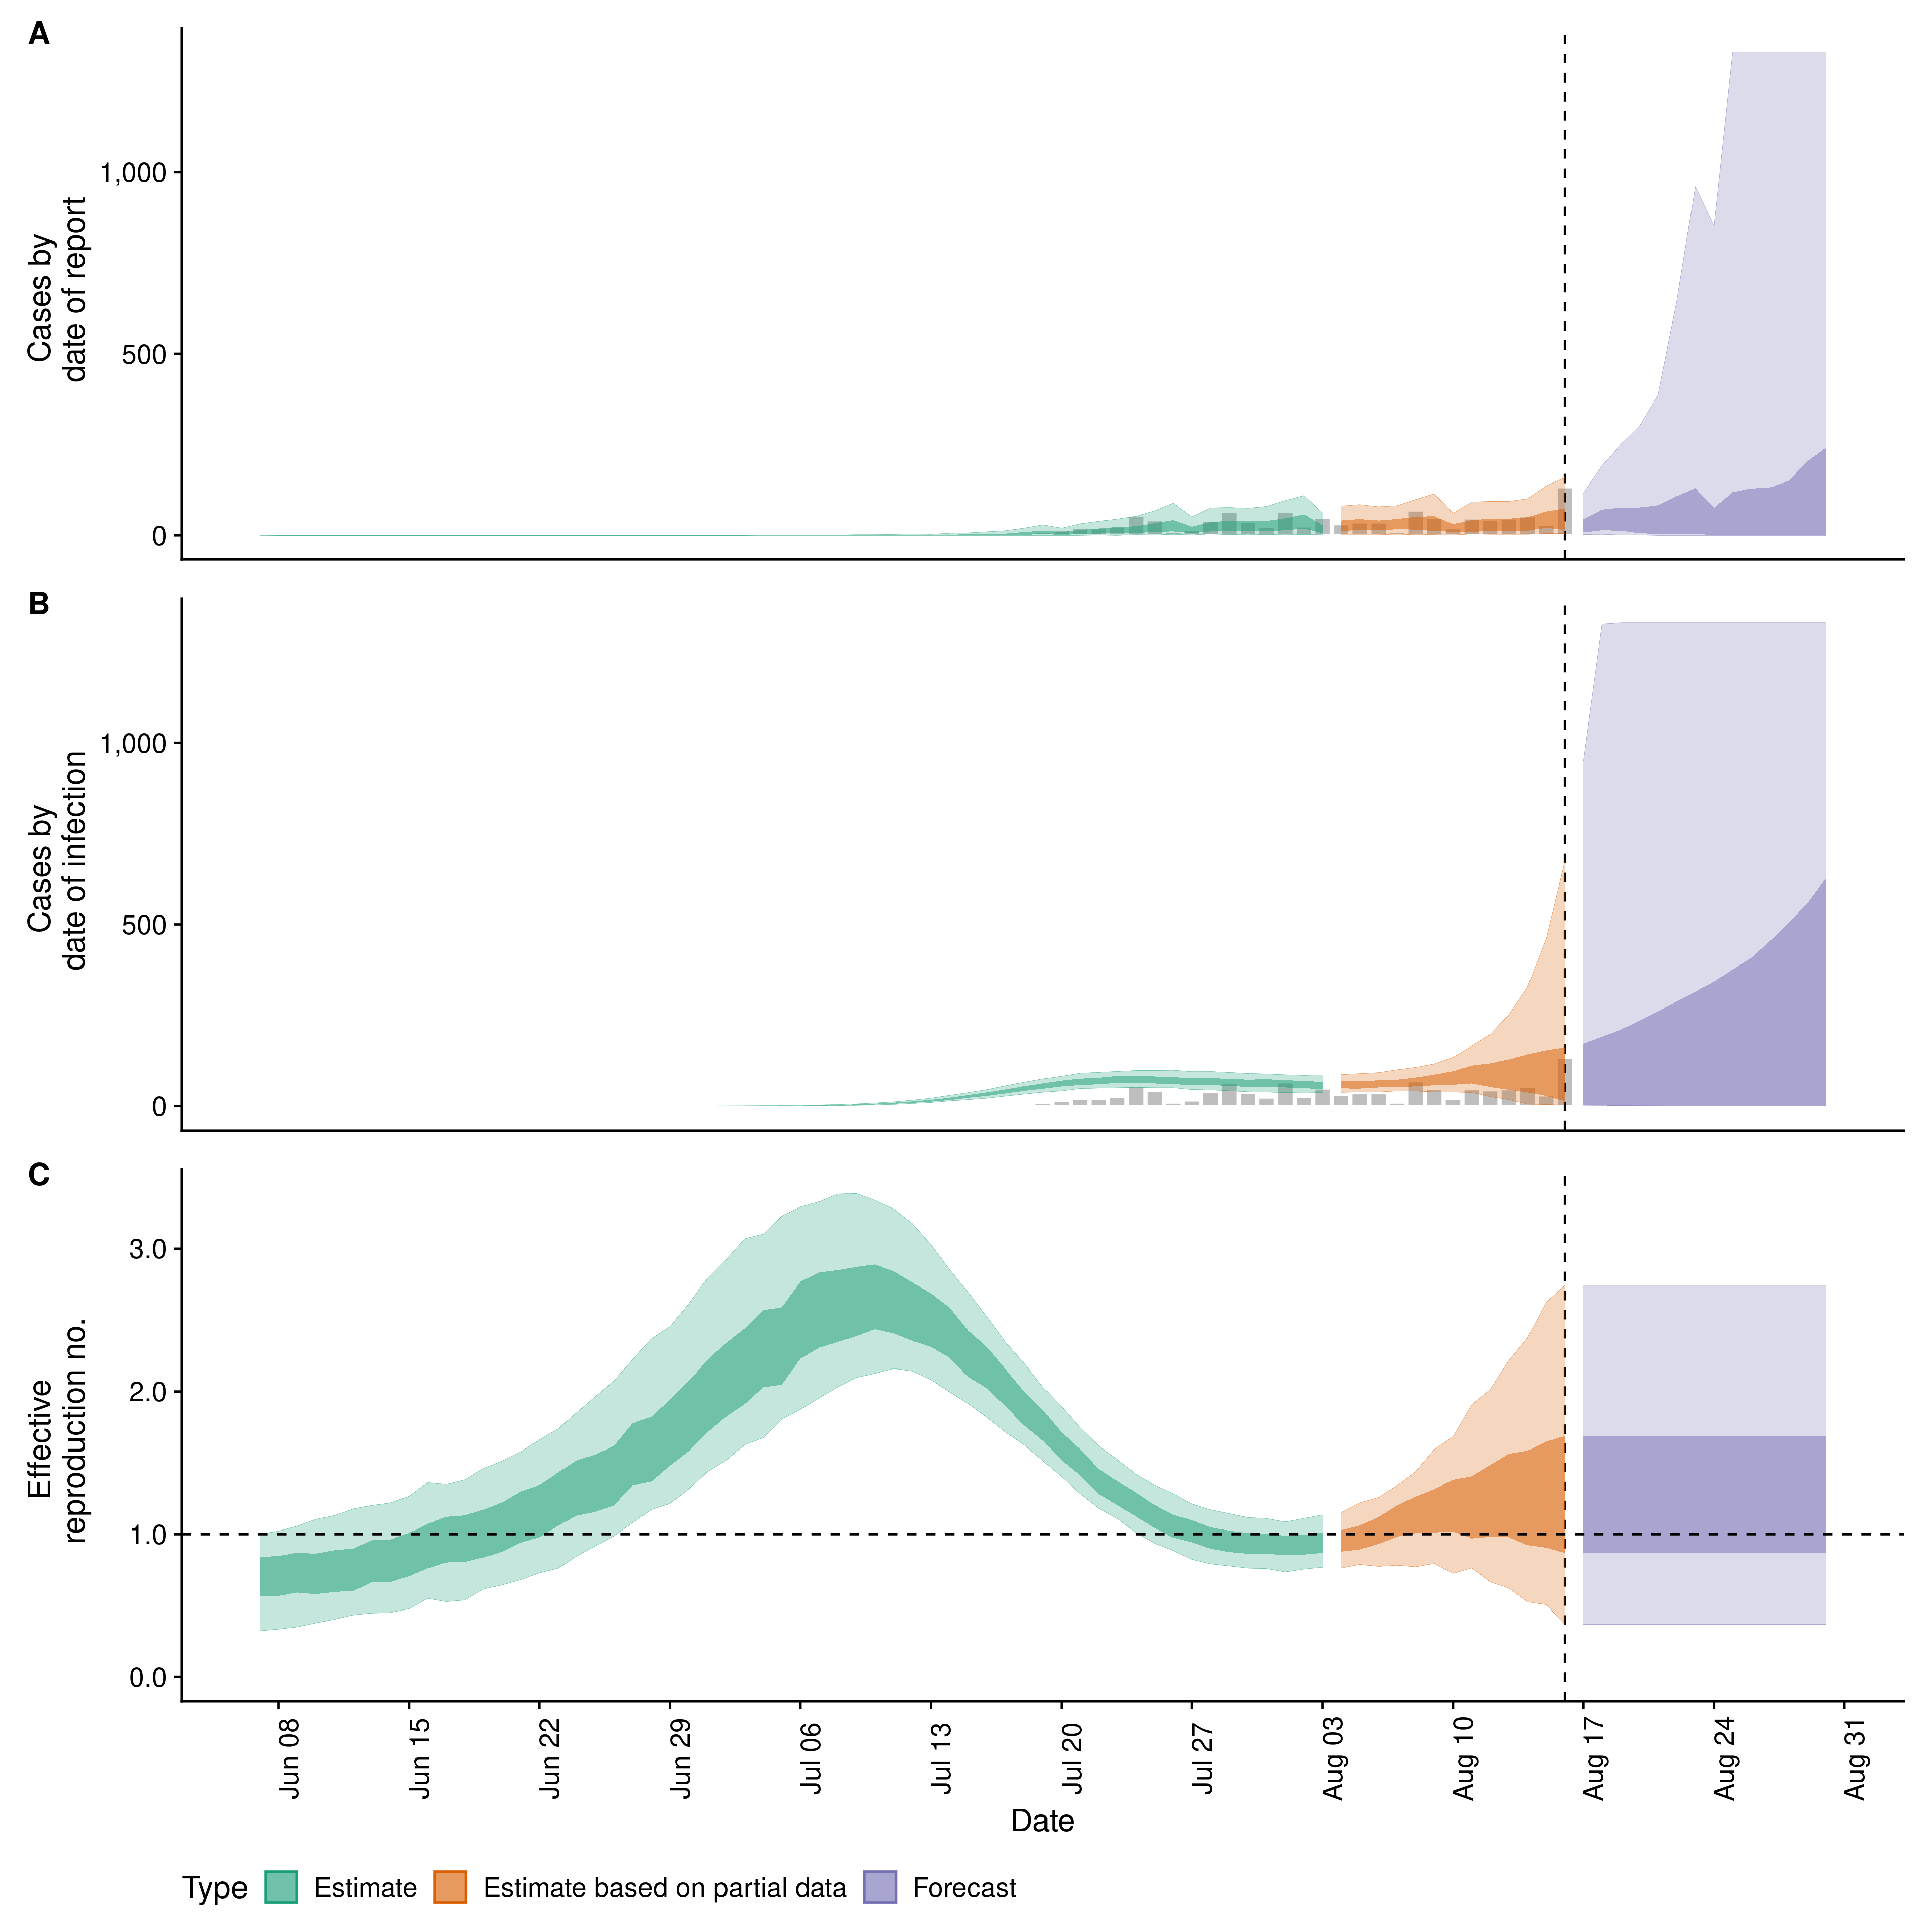 A
Cases by
date of report
1,000
500
0
B
Cases by
date of infection
1,000
500
0
C
Effective
reproduction no.
3.0
2.0
1.0
0.0
Jun 08
Jun 15
Jun 22
Jun 29
Jul 06
Jul 13
Jul 20
Jul 27
Aug 03
Aug 10
Aug 17
Aug 24
Aug 31
Date
Type Estimate Estimate based on partial data Forecast